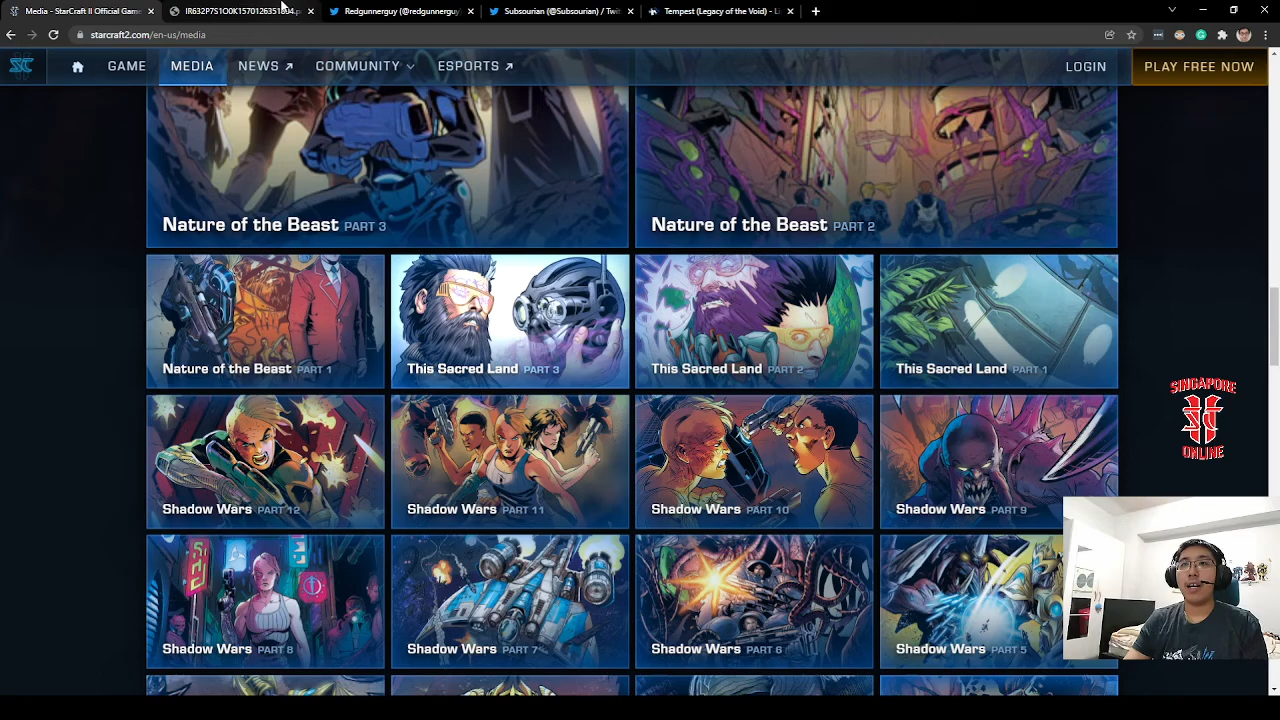 Media - StarCraft II Official Game
IR632P7S1O0K1570126351804.p
Redgunnerguy (@redgunnerguy)
Subsourian (@Subsourian) / Twit
Tempest (Legacy of the Void) - Li
starcraft2.com/en-us/media
GAME
MEDIA
NEWS
COMMUNITY
ESPORTS
LOGIN
PLAY FREE NOW
Nature of the Beast PART 3
Nature of the Beast PART 2
Nature of the Beast PART 1
This Sacred Land PART 3
This Sacred Land PART 2
This Sacred Land PART 1
Shadow Wars PART 12
Shadow Wars PART 11
Shadow Wars PART 10
Shadow Wars PART 9
SINGAPORE
ONLINE
Shadow Wars PART 8
Shadow Wars PART 7
Shadow Wars PART 6
Shadow Wars PART 5